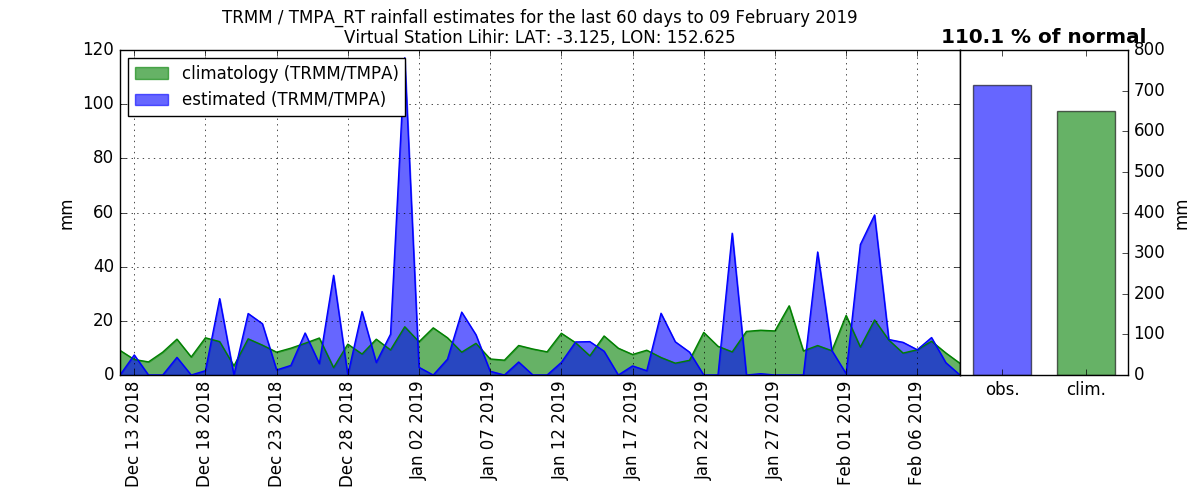 TRMM / TMPA_RT rainfall estimates for the last 60 days to 09 February 2019
Virtual Station Lihir: LAT: -3.125, LON: 152.625
110.1 % of normal
climatology (TRMM/TMPA)
estimated (TRMM/TMPA)
120
100
80
60
40
20
0
mm
Dec 13 2018
Dec 18 2018
Dec 23 2018
Dec 28 2018
Jan 02 2019
Jan 07 2019
Jan 12 2019
Jan 17 2019
Jan 22 2019
Jan 27 2019
Feb 01 2019
Feb 06 2019
obs.
clim.
800
700
600
500
400
300
200
100
0
mm